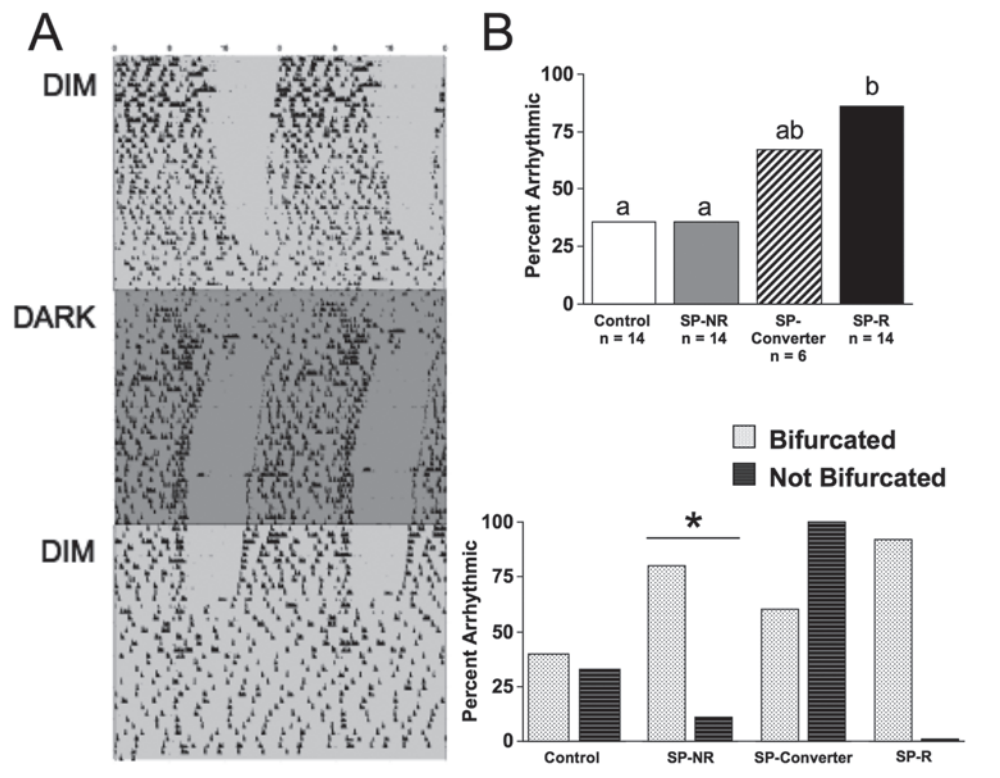 A
DIM
DARK
DIM
B
Percent Arrhythmic
100
75
50
25
0
a
a
ab
b
Control
n = 14
SP-NR
n = 14
SP-
Converter
n = 6
SP-R
n = 14
Bifurcated
Not Bifurcated
Percent Arrhythmic
100
75
50
25
0
*
Control
SP-NR
SP-Converter
SP-R